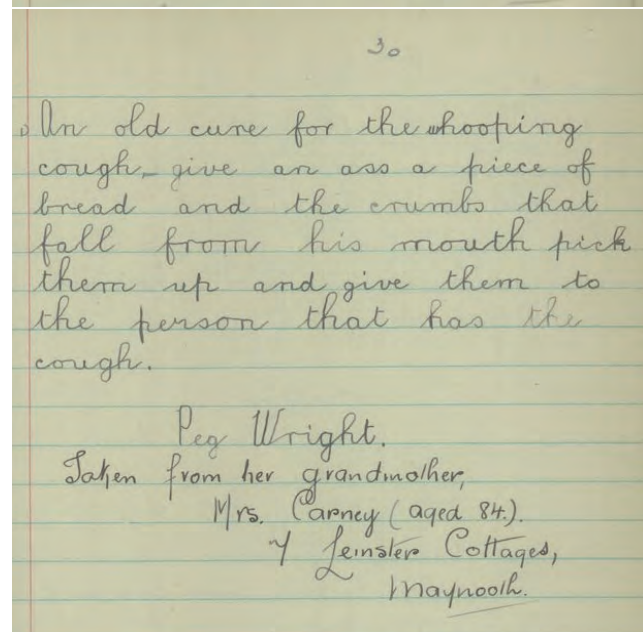 30
An old cure for the whooping
cough, give an ass a piece of
bread and the crumbs that
fall from his mouth pick
them up and give them to
the person that has the
cough.
Peg Wright.
Taken from her grandmother,
Mrs. Carney (aged 84).
7 Leinster Cottages,
Maynooth.